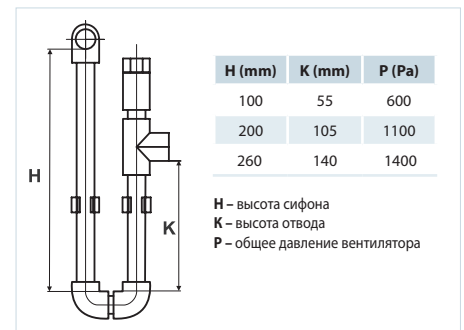 H
K
H (mm) K (mm) P (Pa)
100 55 600
200 105 1100
260 140 1400
H – высота сифона
K – высота отвода
P – общее давление вентилятора